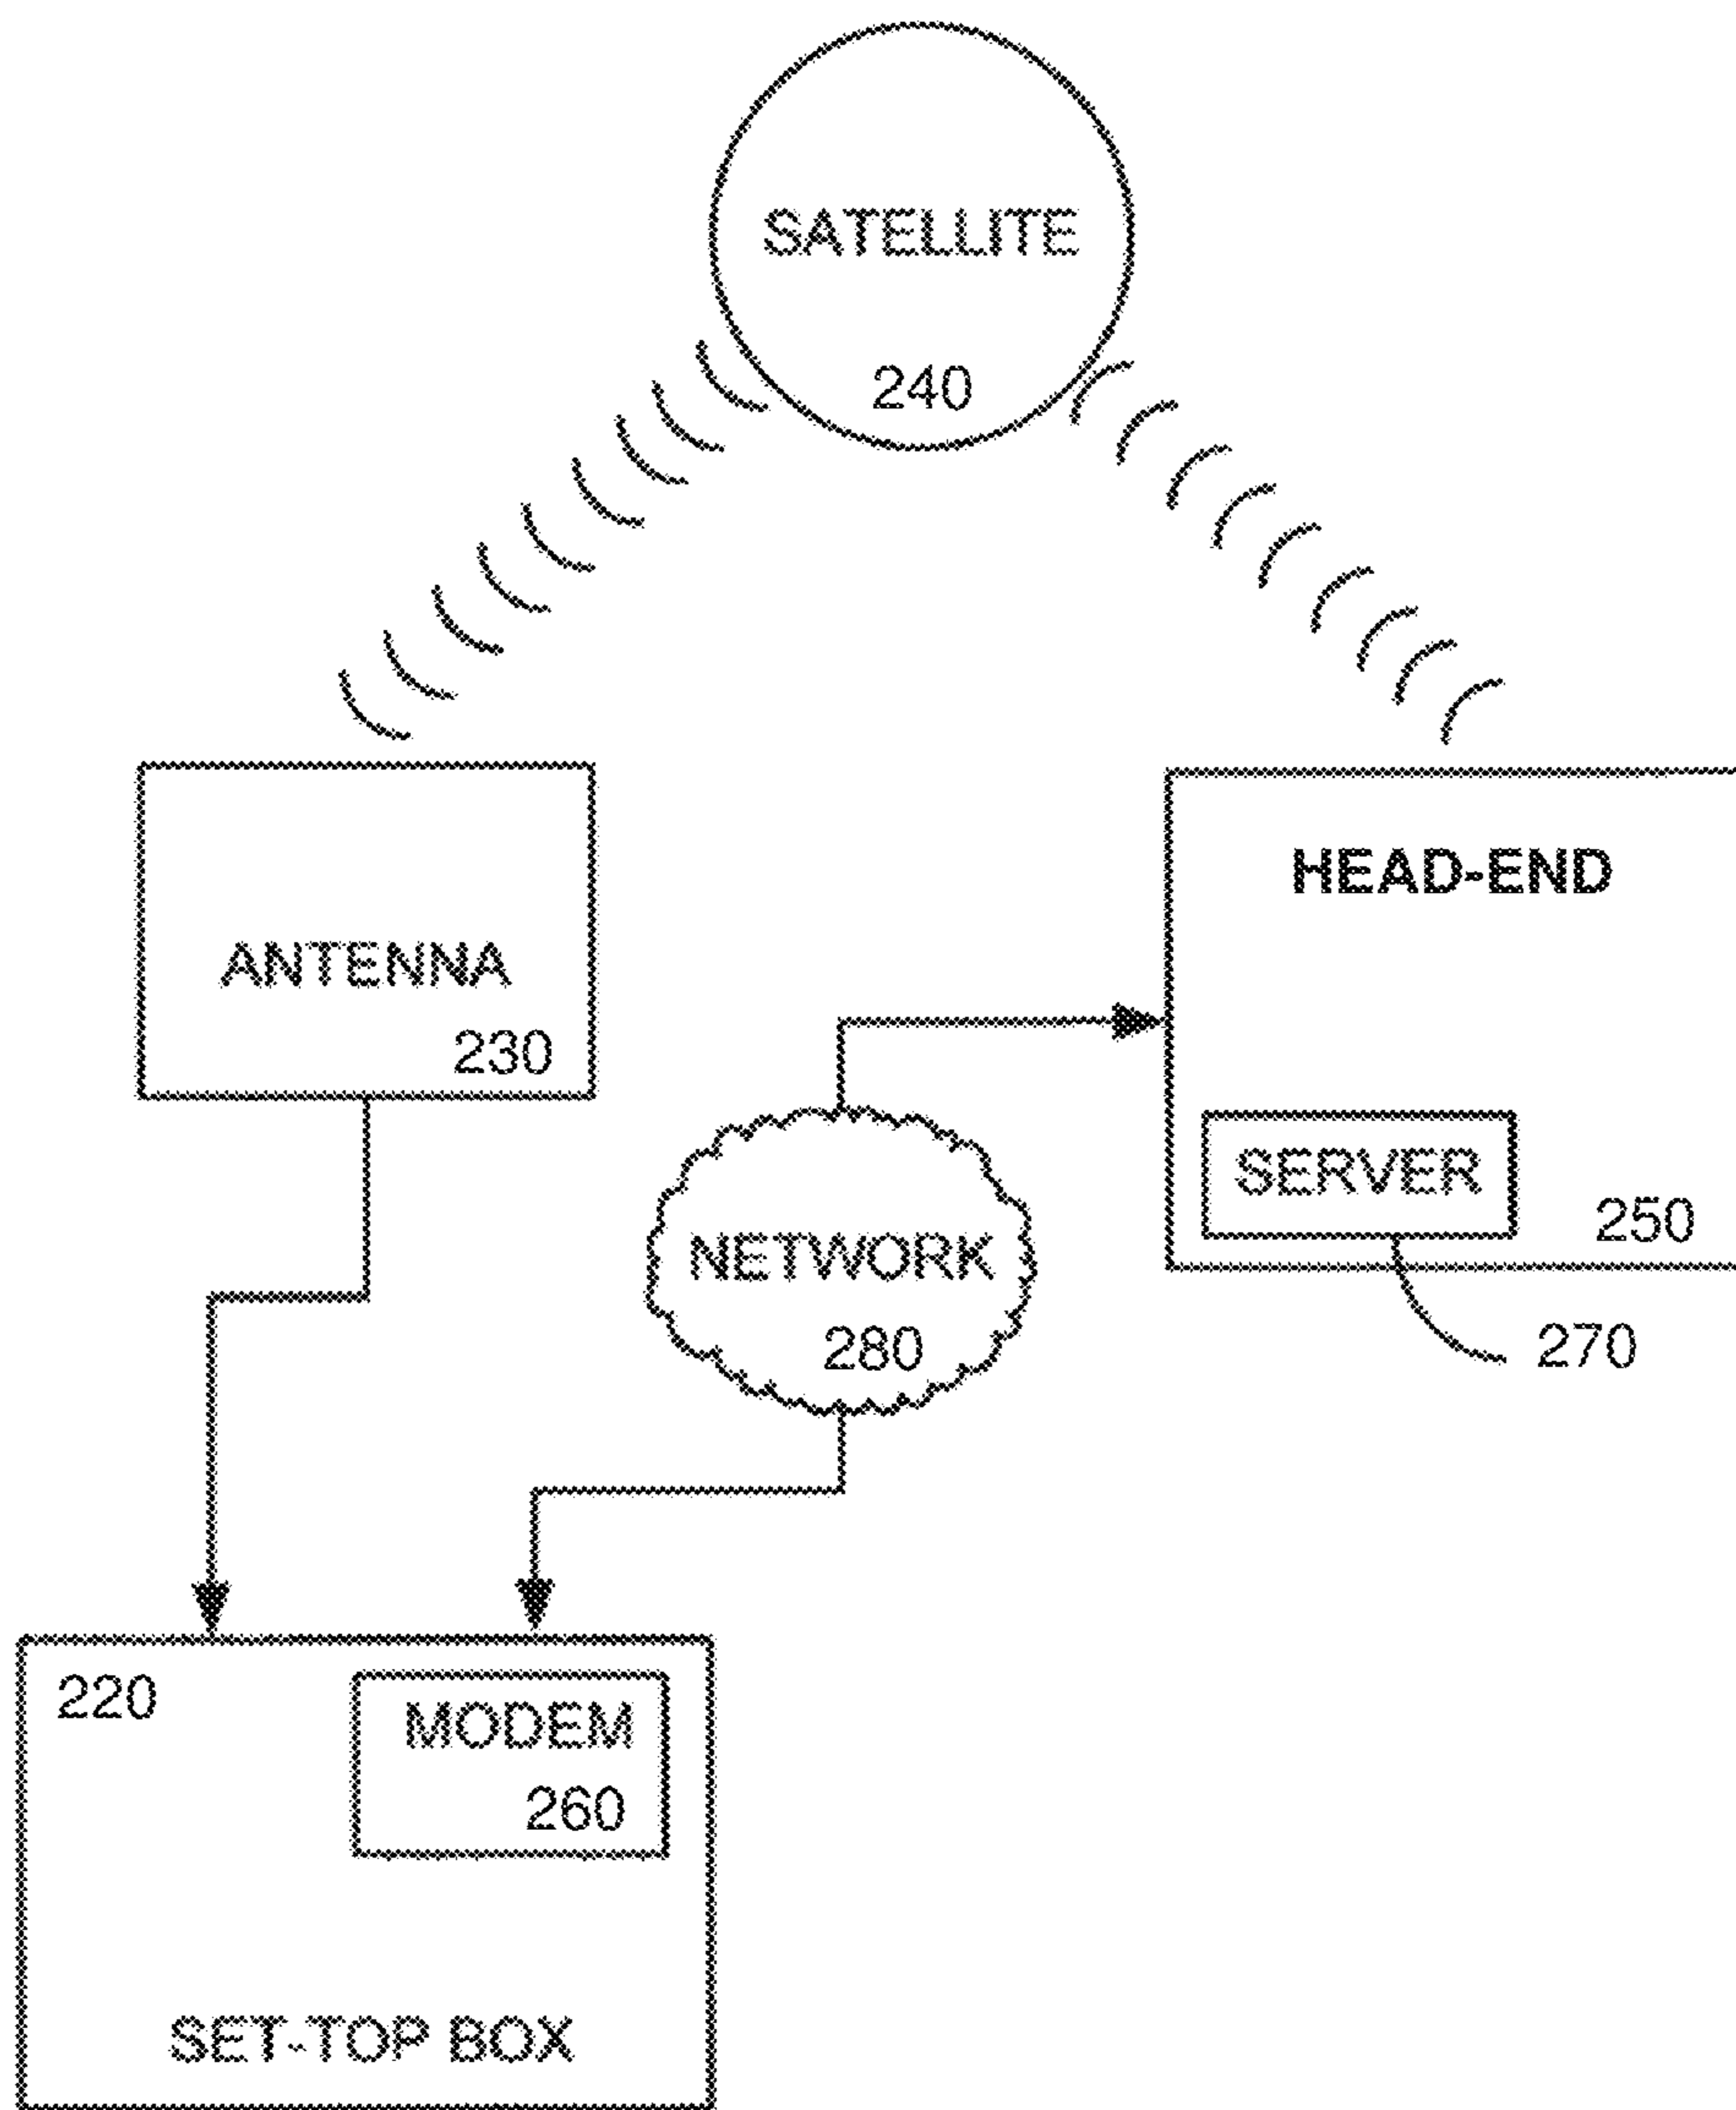 SATELLITE
240
HEAD-END
ANTENNA
230
SERVER
250
NETWORK
280
270
220
MODEM
260
SET-TOP BOX